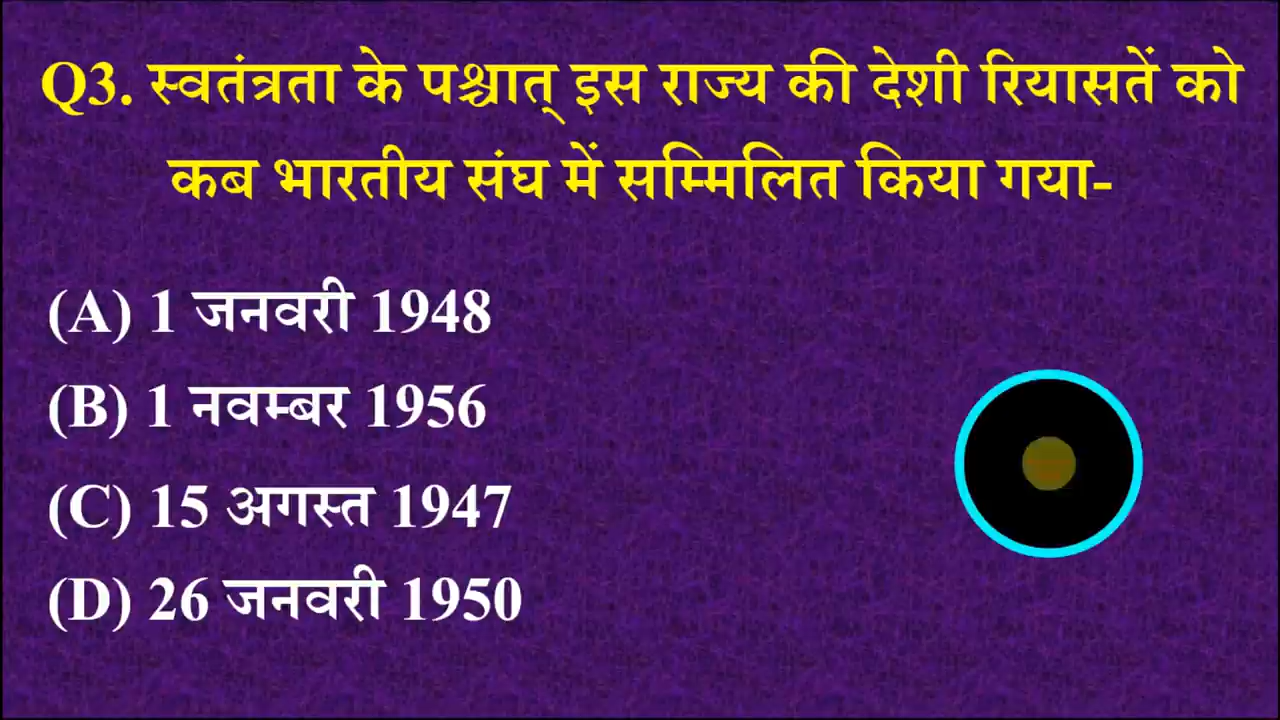 Q3. स्वतंत्रता के पश्चात् इस राज्य की देशी रियासतें को
कब भारतीय संघ में सम्मिलित किया गया-
(A) 1 जनवरी 1948
(B) 1 नवम्बर 1956
(C) 15 अगस्त 1947
(D) 26 जनवरी 1950